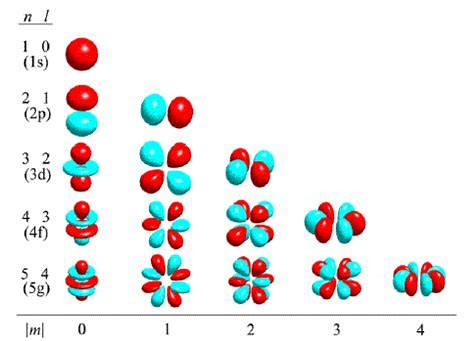 n l
1 0
(1s)
2 1
(2p)
3 2
(3d)
4 3
(4f)
5 4
(5g)
|m| 0 1 2 3 4